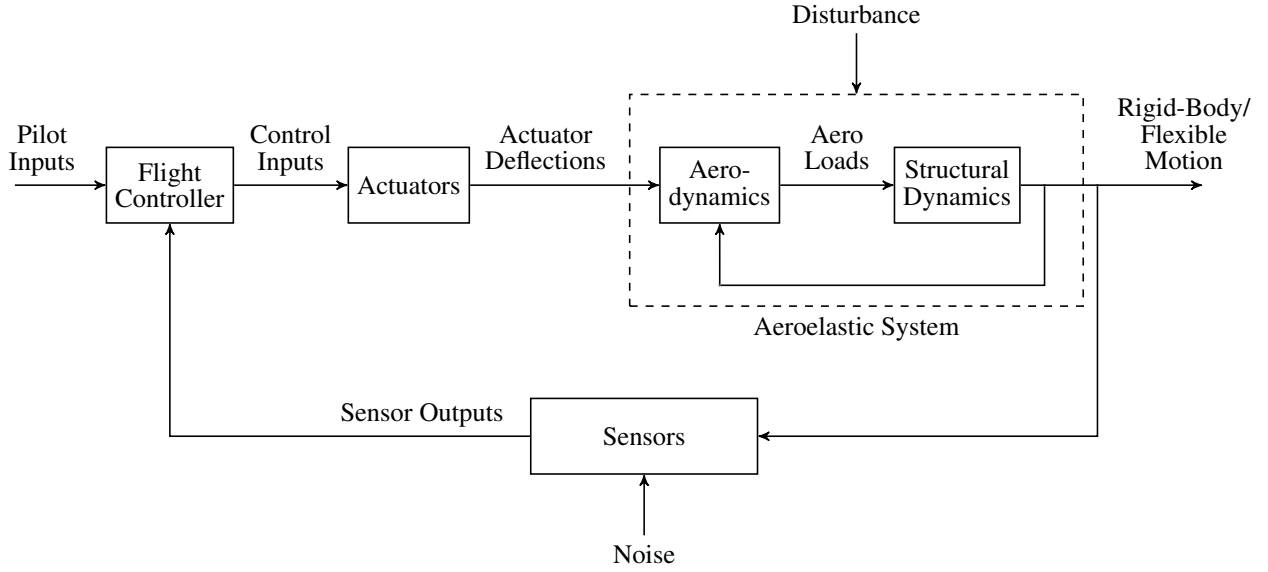 Disturbance
Pilot
Inputs
Flight
Controller
Control
Inputs
Actuators
Actuator
Deflections
Aero-
dynamics
Aero
Loads
Structural
Dynamics
Rigid-Body/
Flexible
Motion
Aeroelastic System
Sensor Outputs
Sensors
Noise